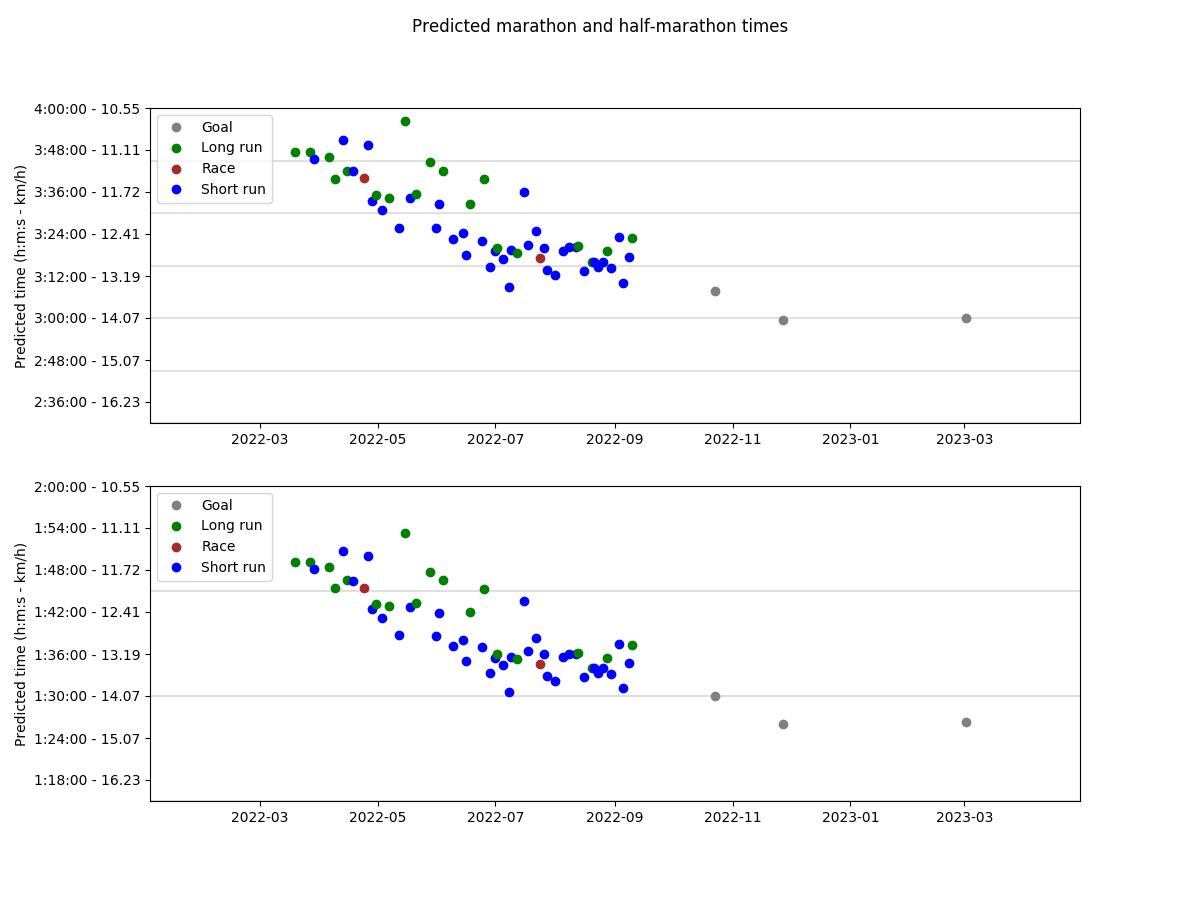 Predicted marathon and half-marathon times
Predicted time (h:m:s - km/h)
4:00:00 - 10.55
3:48:00 - 11.11
3:36:00 - 11.72
3:24:00 - 12.41
3:12:00 - 13.19
3:00:00 - 14.07
2:48:00 - 15.07
2:36:00 - 16.23
Goal
Long run
Race
Short run
2022-03 2022-05 2022-07 2022-09 2022-11 2023-01 2023-03
Predicted time (h:m:s - km/h)
2:00:00 - 10.55
1:54:00 - 11.11
1:48:00 - 11.72
1:42:00 - 12.41
1:36:00 - 13.19
1:30:00 - 14.07
1:24:00 - 15.07
1:18:00 - 16.23
Goal
Long run
Race
Short run
2022-03 2022-05 2022-07 2022-09 2022-11 2023-01 2023-03